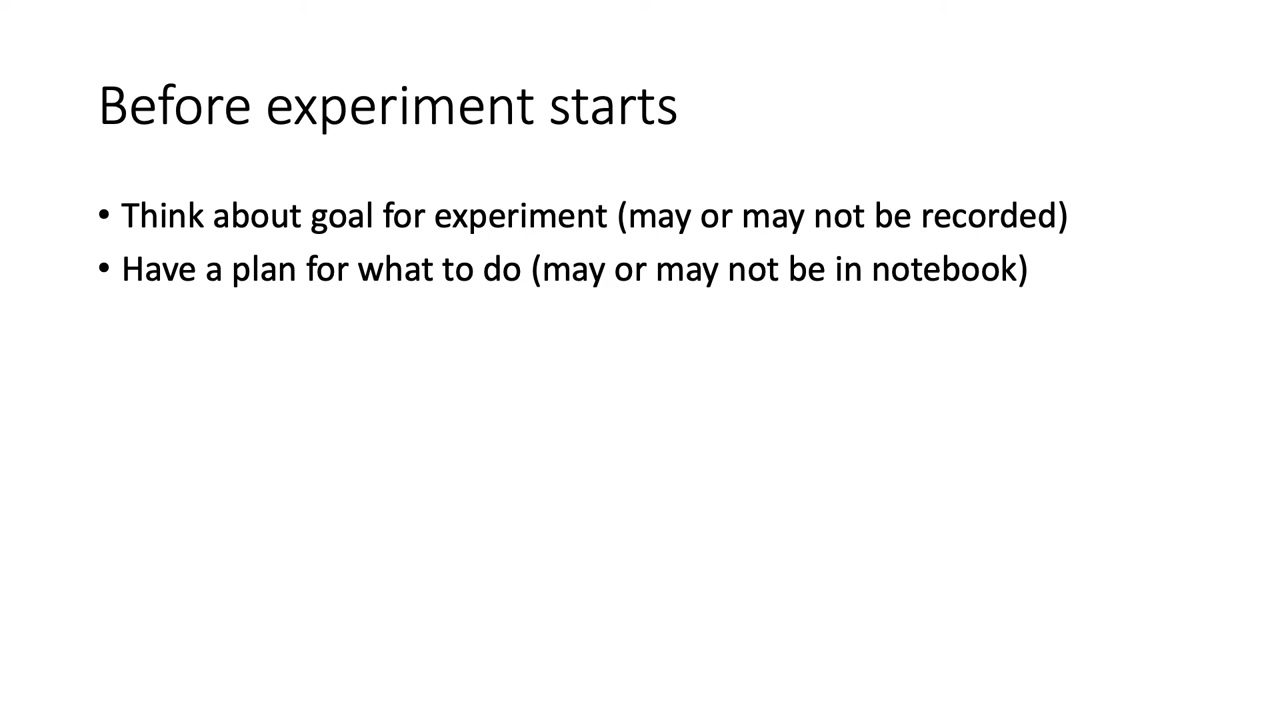 Before experiment starts
• Think about goal for experiment (may or may not be recorded)
• Have a plan for what to do (may or may not be in notebook)